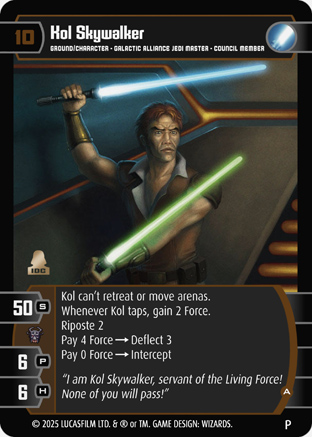 10
Kol Skywalker
GROUND/CHARACTER - GALACTIC ALLIANCE JEDI MASTER - COUNCIL MEMBER
IDC
50 S
6 P
6 H
Kol can't retreat or move arenas.
Whenever Kol taps, gain 2 Force.
Riposte 2
Pay 4 Force → Deflect 3
Pay 0 Force → Intercept
"I am Kol Skywalker, servant of the Living Force!
None of you will pass!"
A
© 2025 LUCASFILM LTD. & ® or TM. GAME DESIGN: WIZARDS.
P